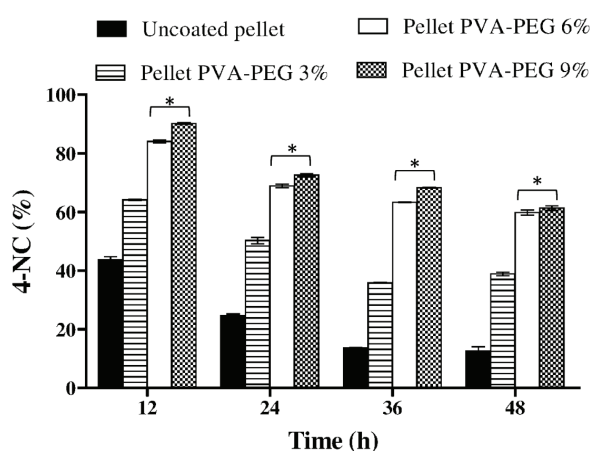 Uncoated pellet
Pellet PVA-PEG 6%
Pellet PVA-PEG 3%
Pellet PVA-PEG 9%
100
80
60
40
20
0
4-NC (%)
*
*
*
*
12
24
36
48
Time (h)